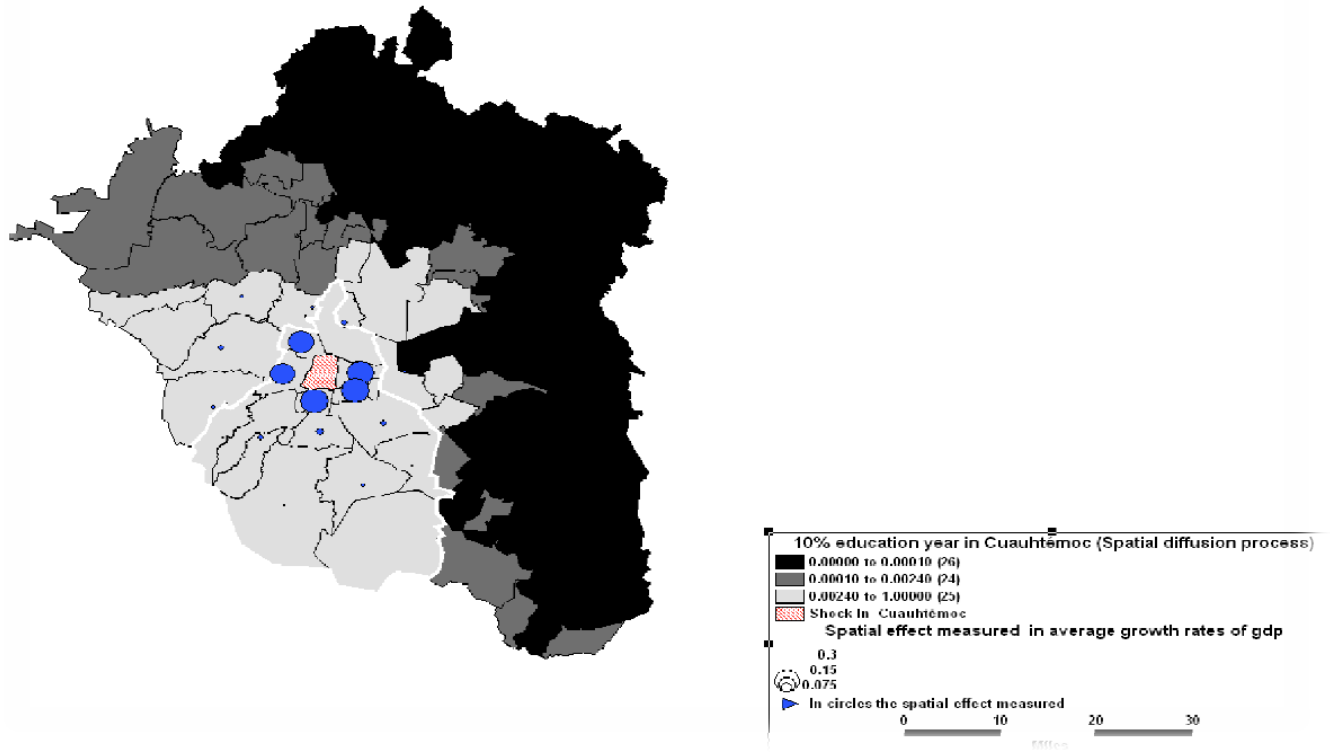 10% education year in Cuauhtémoc (Spatial diffusion process)
0.00000 to 0.00010 (26)
0.00010 to 0.00240 (24)
0.00240 to 1.00000 (25)
Shock In Cuauhtémoc
Spatial effect measured in average growth rates of gdp
0.3
0.15
0.075
In circles the spatial effect measured
0 10 20 30
Miles